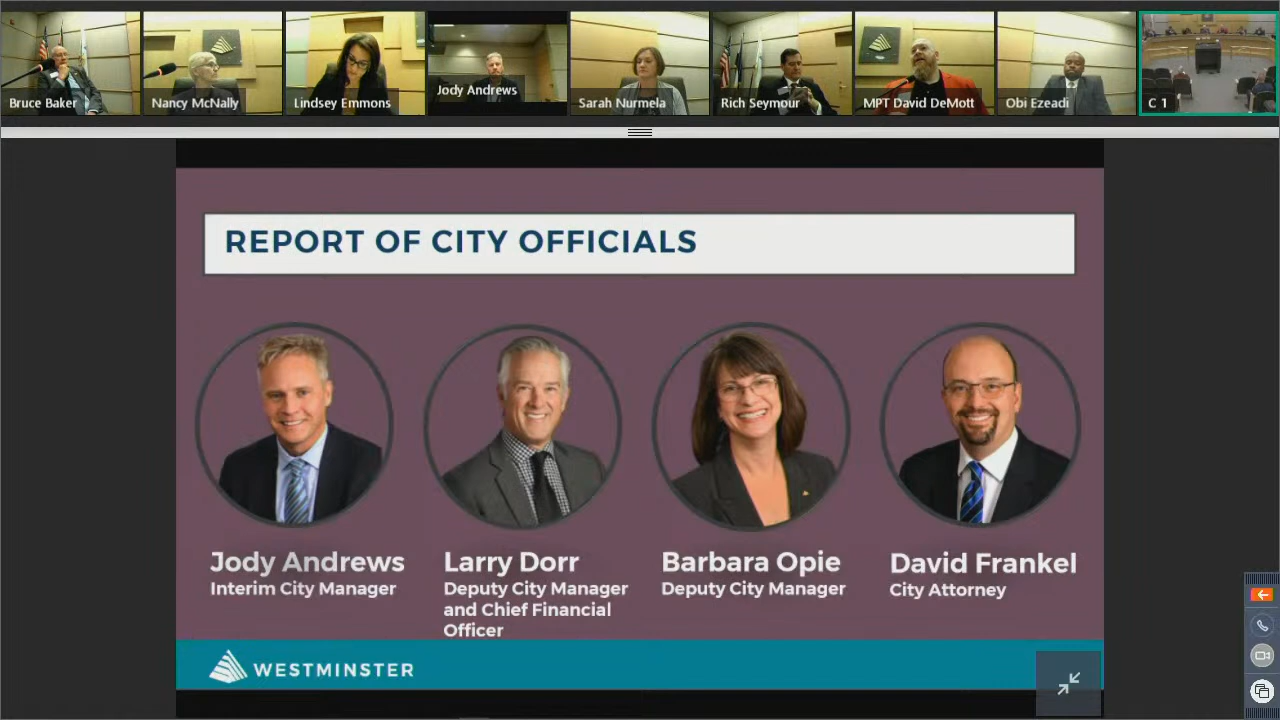 Bruce Baker
Nancy McNally
Lindsey Emmons
Jody Andrews
Sarah Nurmela
Rich Seymour
MPT David DeMott
Obi Ezeadi
C 1
REPORT OF CITY OFFICIALS
Jody Andrews
Interim City Manager
Larry Dorr
Deputy City Manager
and Chief Financial
Officer
Barbara Opie
Deputy City Manager
David Frankel
City Attorney
WESTMINSTER